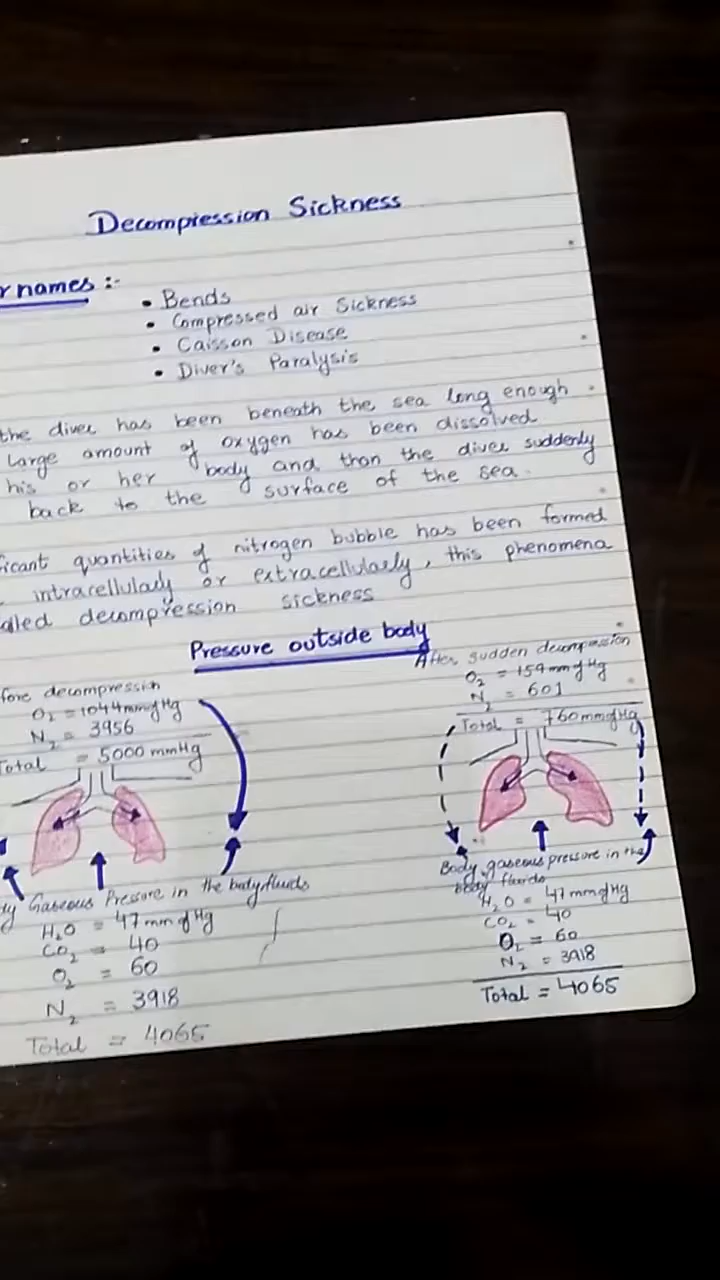 Decompression Sickness
r names :-
• Bends
• Compressed air Sickness
• Caisson Disease
• Diver's Paralysis
the diver has been beneath the sea long enough
Large amount of oxygen has been dissolved
his or her body and than the diver suddenly
back to the surface of the sea.
ficant quantities of nitrogen bubble has been formed
intracellularly or extracellularly, this phenomena
alled decompression sickness
Pressure outside body
fore decompression
O₂ = 1044 mm of Hg
N₂ = 3956
Total = 5000 mmHg
After sudden decompression
O₂ = 159 mm of Hg
N₂ = 601
Total = 760 mm of Hg
dy Gaseous Pressure in the body fluids
H₂O = 47 mm of Hg
CO₂ = 40
O₂ = 60
N₂ = 3918
Total = 4065
Body gaseous pressure in the
body fluids
H₂O = 47 mm of Hg
CO₂ = 40
O₂ = 60
N₂ = 3918
Total = 4065